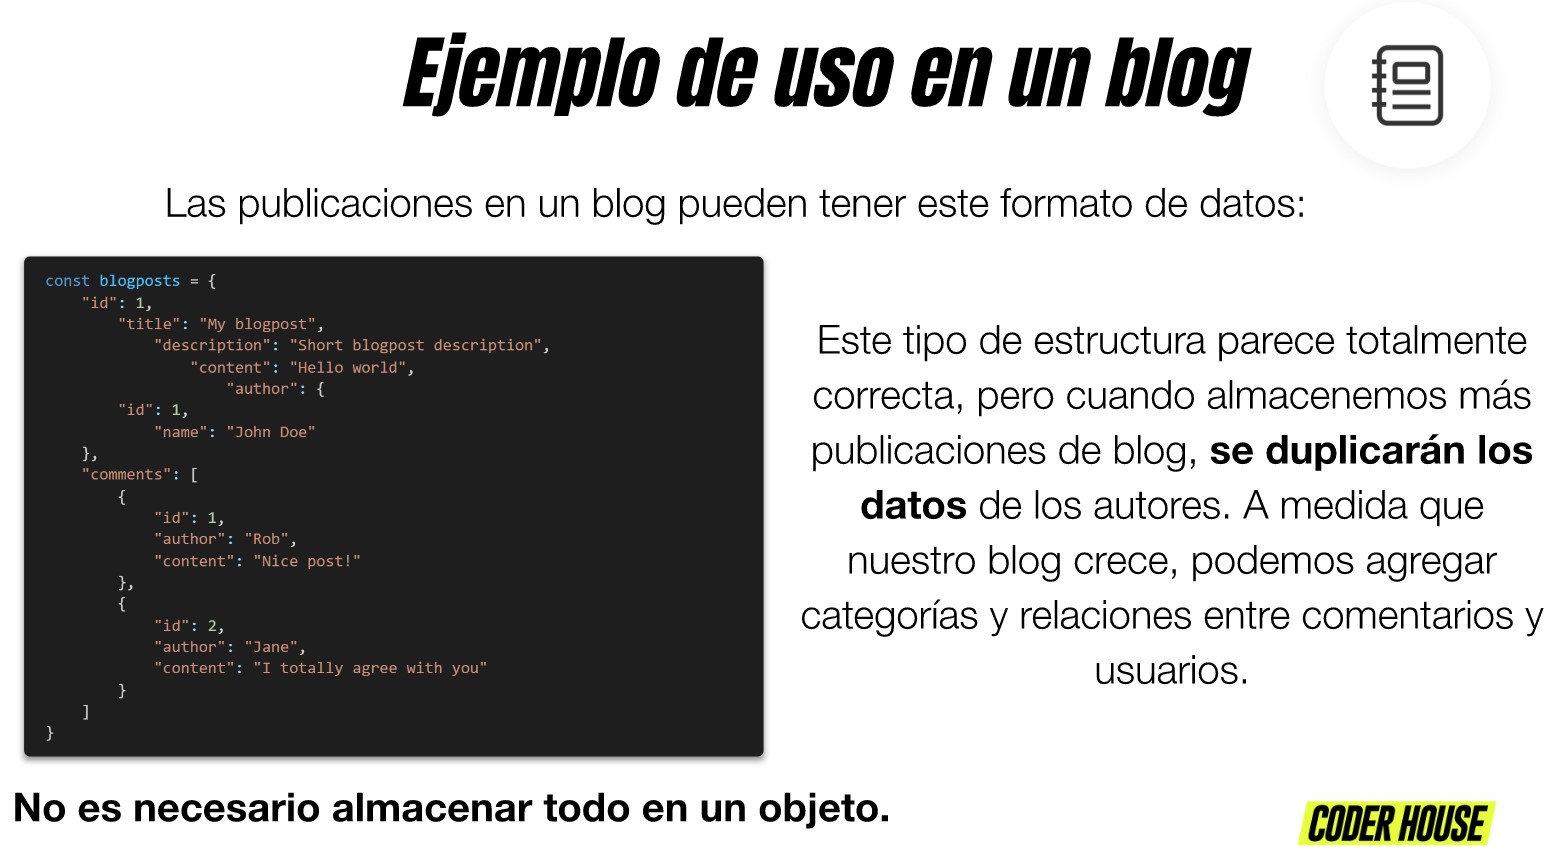 Ejemplo de uso en un blog
Las publicaciones en un blog pueden tener este formato de datos:
const blogposts = {
    "id": 1,
        "title": "My blogpost",
            "description": "Short blogpost description",
                "content": "Hello world",
                    "author": {
        "id": 1,
            "name": "John Doe"
    },
    "comments": [
        {
            "id": 1,
            "author": "Rob",
            "content": "Nice post!"
        },
        {
            "id": 2,
            "author": "Jane",
            "content": "I totally agree with you"
        }
    ]
}
Este tipo de estructura parece totalmente
correcta, pero cuando almacenemos más
publicaciones de blog, se duplicarán los
datos de los autores. A medida que
nuestro blog crece, podemos agregar
categorías y relaciones entre comentarios y
usuarios.
No es necesario almacenar todo en un objeto.
CODER HOUSE